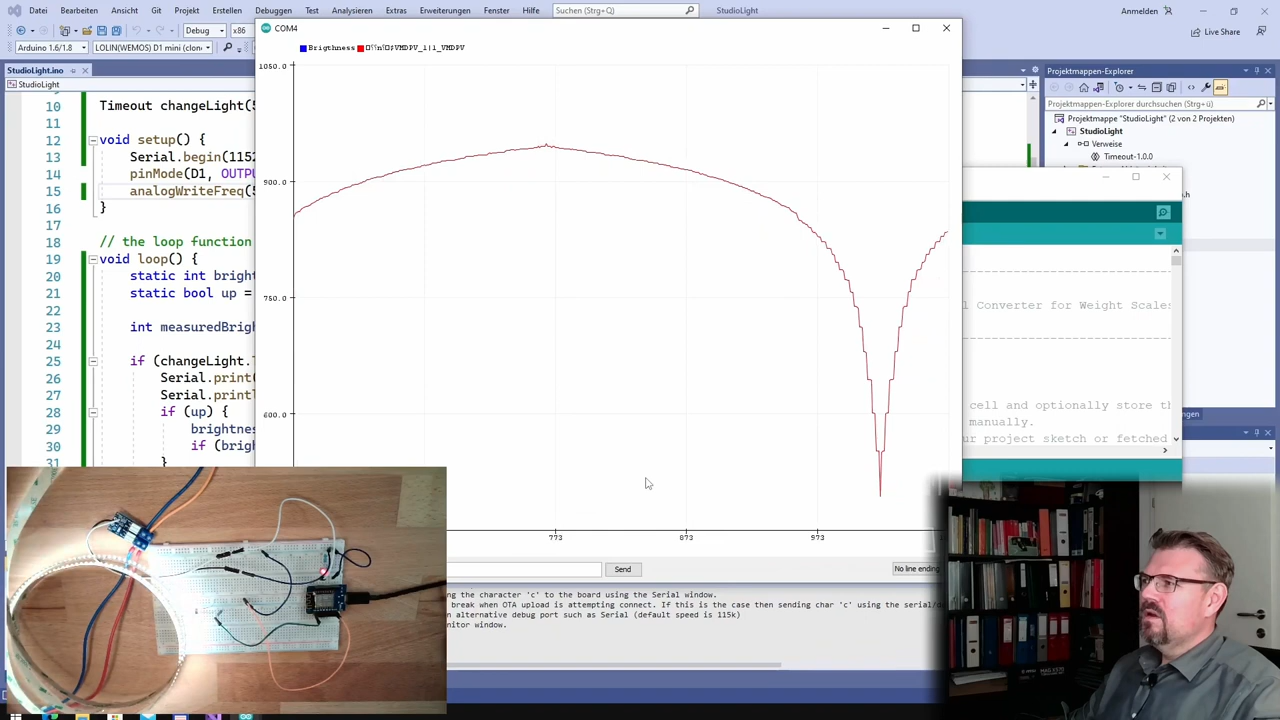 Datei Bearbeiten Ansicht Git Projekt Erstellen Debuggen Test Analysieren Extras Erweiterungen Fenster Hilfe Suchen (Strg+Q) StudioLight Anmelden
Debug x86 Live Share
Arduino 1.6/1.8 LOLIN(WEMOS) D1 mini (clone)
StudioLight.ino
StudioLight
10 Timeout changeLight(
11
12 void setup() {
13 Serial.begin(1152
14 pinMode(D1, OUTPU
15 analogWriteFreq(
16 }
17
18 // the loop function
19 void loop() {
20 static int bright
21 static bool up =
22
23 int measuredBrigh
24
25 if (changeLight.
26 Serial.print(
27 Serial.printl
28 if (up) {
29 brightnes
30 if (brigh
31 }
COM4
Brigthness
1050.0
900.0
750.0
600.0
773 873 973
Send
No line ending
Projektmappen-Explorer
Projektmappen-Explorer durchsuchen (Strg+ü)
Projektmappe "StudioLight" (2 von 2 Projekten)
StudioLight
Verweise
Timeout-1.0.0
l Converter for Weight Scales
cell and optionally store th
manually.
ur project sketch or fetched
ng the character 'c' to the board using the Serial window.
break when OTA upload is attempting connect. If this is the case then sending char 'c' using the serial/d
n alternative debug port such as Serial (default speed is 115k)
nitor window.